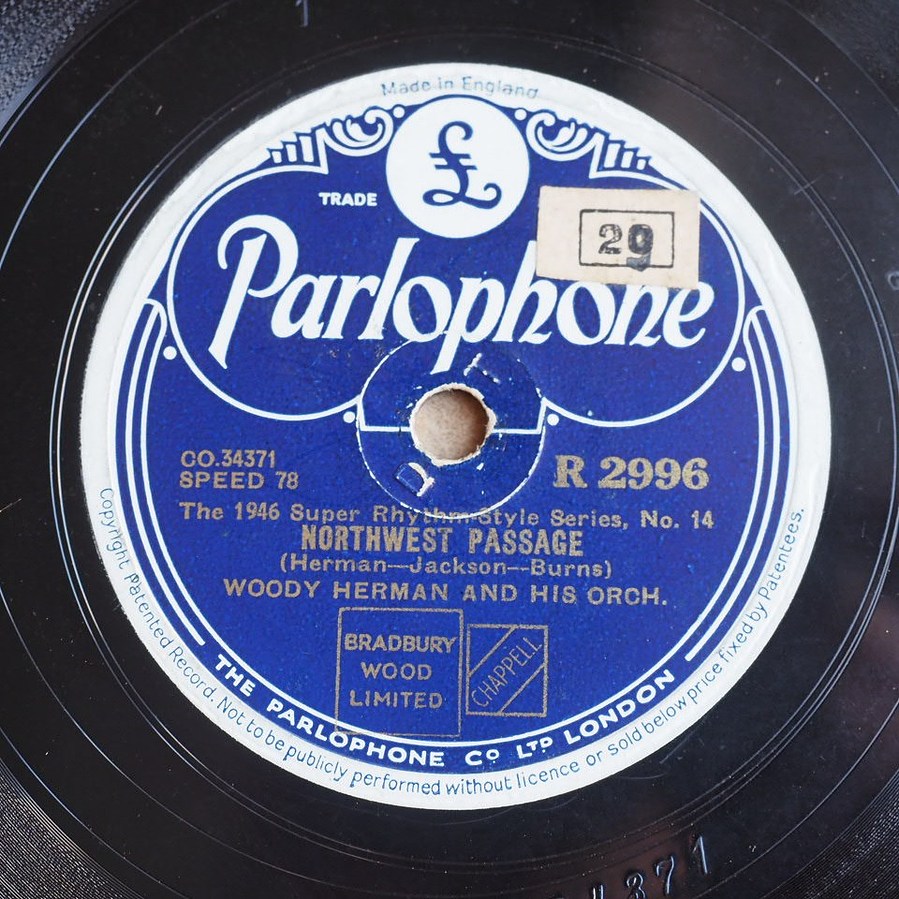 Made in England
£
TRADE
29
Parlophone
D T
CO.34371
SPEED 78
R 2996
The 1946 Super Rhythm-Style Series, No. 14
NORTHWEST PASSAGE
(Herman—Jackson—Burns)
WOODY HERMAN AND HIS ORCH.
BRADBURY
WOOD
LIMITED
CHAPPELL
THE PARLOPHONE CO LTD LONDON
Copyright Patented Record. Not to be publicly performed without licence or sold below price fixed by Patentees.
4371